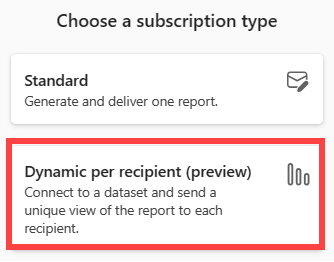 Choose a subscription type
Standard
Generate and deliver one report.
Dynamic per recipient (preview)
Connect to a dataset and send a
unique view of the report to each
recipient.